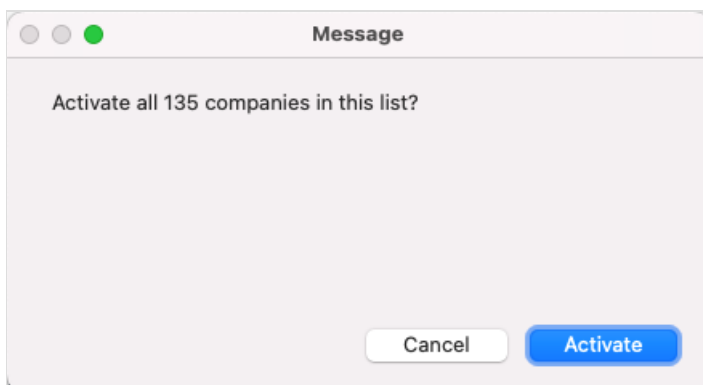 Message
Activate all 135 companies in this list?
Cancel
Activate